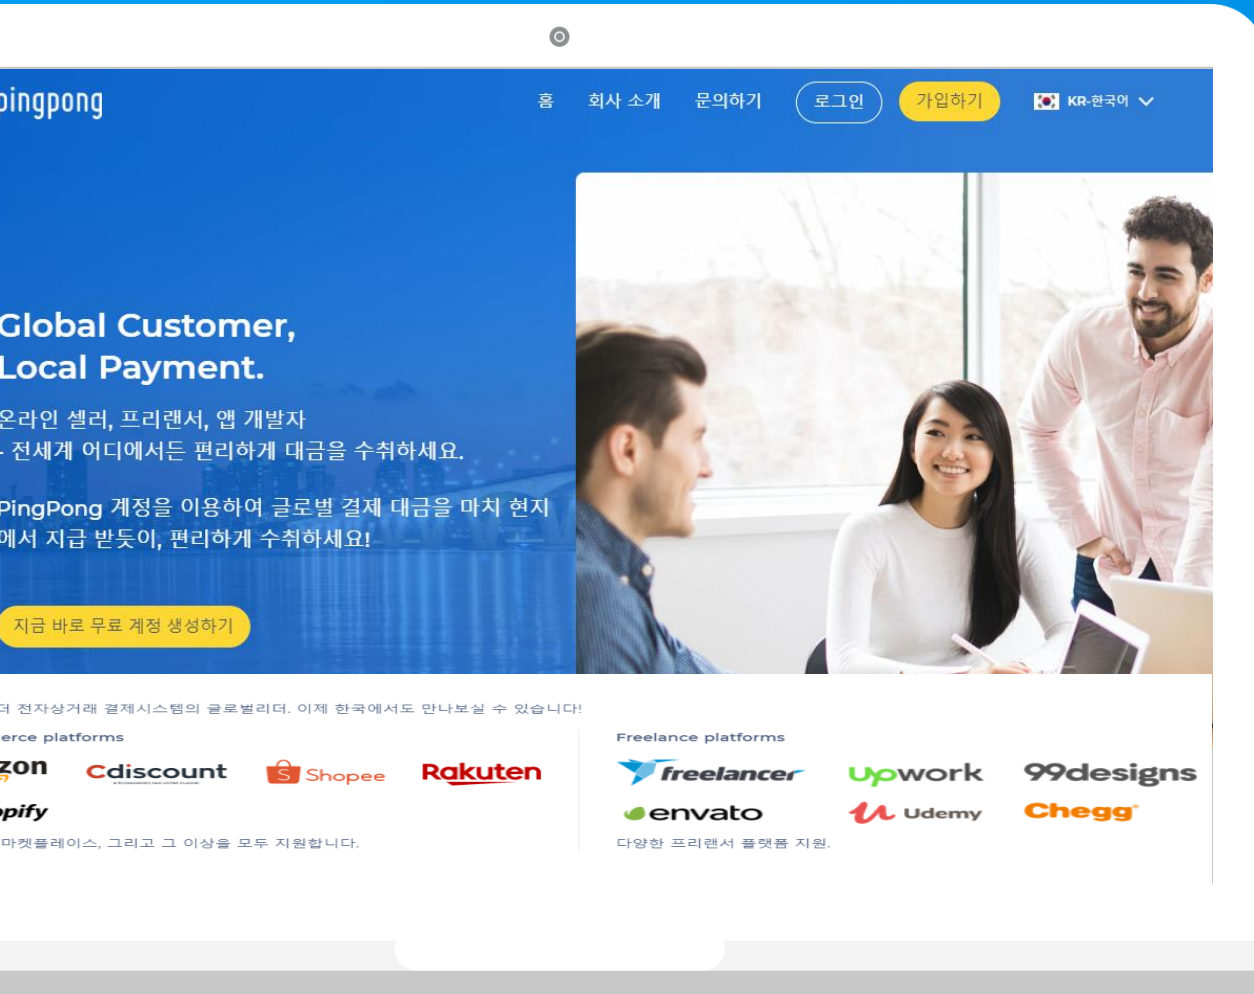 pingpong
홈 회사 소개 문의하기 로그인 가입하기 KR-한국어
Global Customer,
Local Payment.
온라인 셀러, 프리랜서, 앱 개발자
- 전세계 어디에서든 편리하게 대금을 수취하세요.
PingPong 계정을 이용하여 글로벌 결제 대금을 마치 현지
에서 지급 받듯이, 편리하게 수취하세요!
지금 바로 무료 계정 생성하기
전자상거래 결제시스템의 글로벌리더. 이제 한국에서도 만나보실 수 있습니다!
erce platforms
zon Cdiscount Shopee Rakuten
opify
마켓플레이스, 그리고 그 이상을 모두 지원합니다.
Freelance platforms
freelancer Upwork 99designs
envato Udemy Chegg
다양한 프리랜서 플랫폼 지원.